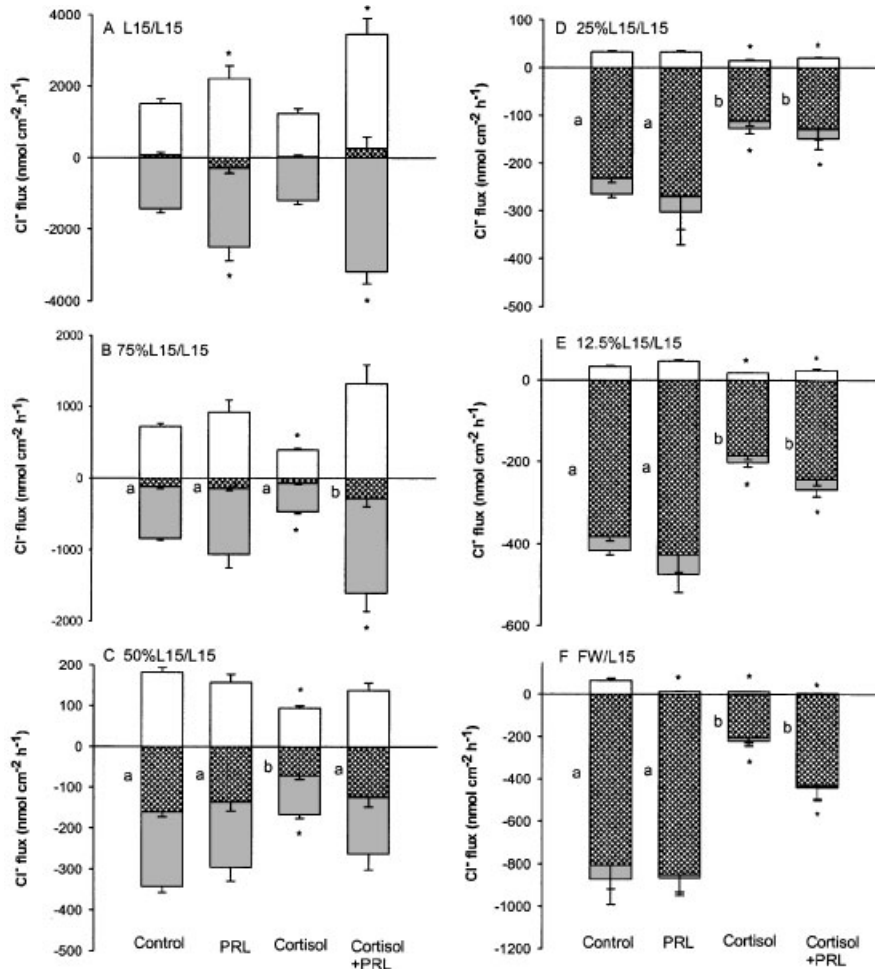 A L15/L15
Cl⁻ flux (nmol cm⁻².h⁻¹)
4000
2000
0
-2000
-4000
*
*
*
*
B 75%L15/L15
Cl⁻ flux (nmol cm⁻² h⁻¹)
2000
1000
0
-1000
-2000
a
a
a
b
*
*
*
C 50%L15/L15
Cl⁻ flux (nmol cm⁻² h⁻¹)
200
100
0
-100
-200
-300
-400
-500
a
a
b
a
*
*
Control
PRL
Cortisol
Cortisol
+PRL
D 25%L15/L15
Cl⁻ flux (nmol cm⁻² h⁻¹)
100
0
-100
-200
-300
-400
-500
a
a
b
b
*
*
*
*
E 12.5%L15/L15
Cl⁻ flux (nmol cm⁻² h⁻¹)
0
-200
-400
-600
a
a
b
b
*
*
*
*
F FW/L15
Cl⁻ flux (nmol cm⁻² h⁻¹)
200
0
-200
-400
-600
-800
-1000
-1200
a
a
b
b
*
*
*
*
*
Control
PRL
Cortisol
Cortisol
+PRL